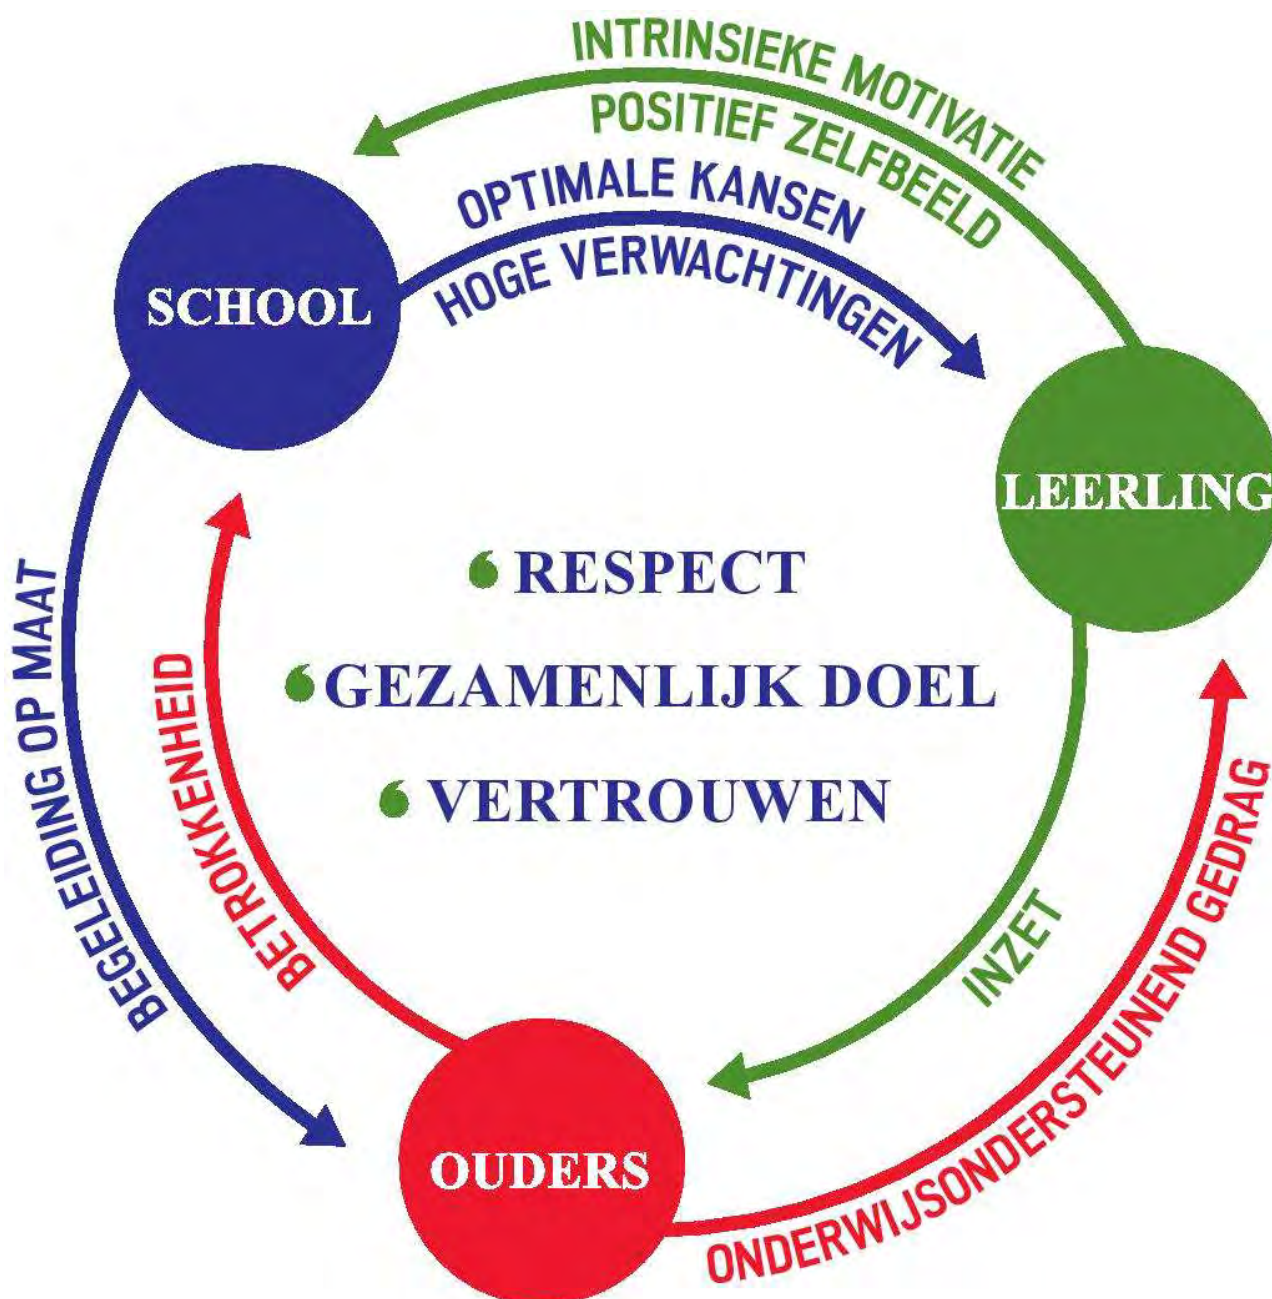 INTRINSIEKE MOTIVATIE
POSITIEF ZELFBEELD
OPTIMALE KANSEN
HOGE VERWACHTINGEN
SCHOOL
LEERLING
RESPECT
GEZAMENLIJK DOEL
VERTROUWEN
BEGELEIDING OP MAAT
BETROKKENHEID
INZET
ONDERWIJSONDERSTEUNEND GEDRAG
OUDERS